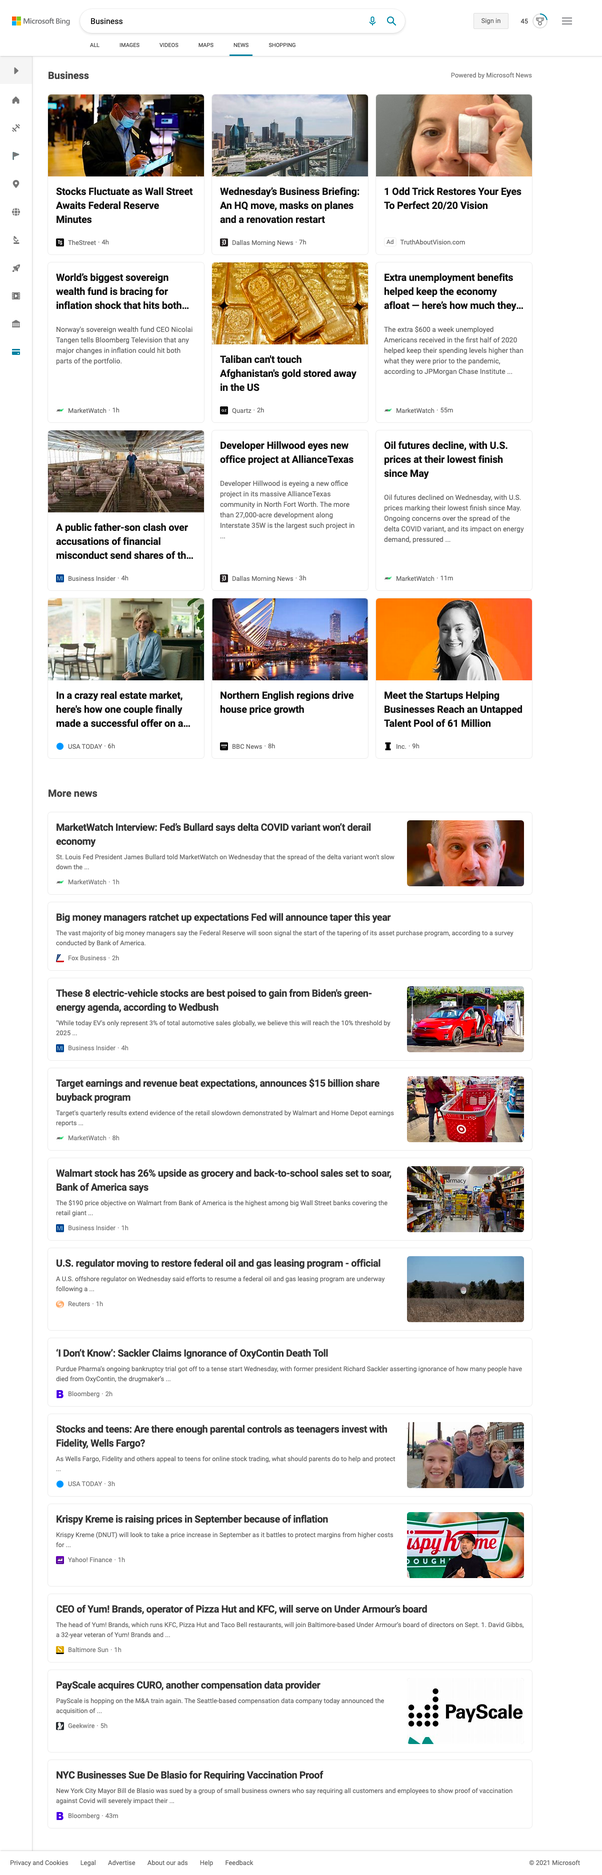 Microsoft Bing
Business
Sign in
45
ALL IMAGES VIDEOS MAPS NEWS SHOPPING
Business
Powered by Microsoft News
Stocks Fluctuate as Wall Street
Awaits Federal Reserve
Minutes
TheStreet · 4h
Wednesday's Business Briefing:
An HQ move, masks on planes
and a renovation restart
Dallas Morning News · 7h
1 Odd Trick Restores Your Eyes
To Perfect 20/20 Vision
Ad TruthAboutVision.com
World's biggest sovereign
wealth fund is bracing for
inflation shock that hits both...
Norway's sovereign wealth fund CEO Nicolai
Tangen tells Bloomberg Television that any
major changes in inflation could hit both
parts of the portfolio.
MarketWatch · 1h
Taliban can't touch
Afghanistan's gold stored away
in the US
Quartz · 2h
Extra unemployment benefits
helped keep the economy
afloat — here's how much they...
The extra $600 a week unemployed
Americans received in the first half of 2020
helped keep their spending levels higher than
what they were prior to the pandemic,
according to JPMorgan Chase Institute ...
MarketWatch · 55m
A public father-son clash over
accusations of financial
misconduct send shares of th...
Business Insider · 4h
Developer Hillwood eyes new
office project at AllianceTexas
Developer Hillwood is eyeing a new office
project in its massive AllianceTexas
community in North Fort Worth. The more
than 27,000-acre development along
Interstate 35W is the largest such project in
...
Dallas Morning News · 3h
Oil futures decline, with U.S.
prices at their lowest finish
since May
Oil futures declined on Wednesday, with U.S.
prices marking their lowest finish since May.
Ongoing concerns over the spread of the
delta COVID variant, and its impact on energy
demand, pressured ...
MarketWatch · 11m
In a crazy real estate market,
here's how one couple finally
made a successful offer on a...
USA TODAY · 6h
Northern English regions drive
house price growth
BBC News · 8h
Meet the Startups Helping
Businesses Reach an Untapped
Talent Pool of 61 Million
Inc. · 9h
More news
MarketWatch Interview: Fed's Bullard says delta COVID variant won't derail
economy
St. Louis Fed President James Bullard told MarketWatch on Wednesday that the spread of the delta variant won't slow
down the ...
MarketWatch · 1h
Big money managers ratchet up expectations Fed will announce taper this year
The vast majority of big money managers say the Federal Reserve will soon signal the start of the tapering of its asset purchase program, according to a survey
conducted by Bank of America.
Fox Business · 2h
These 8 electric-vehicle stocks are best poised to gain from Biden's green-
energy agenda, according to Wedbush
"While today EV's only represent 3% of total automotive sales globally, we believe this will reach the 10% threshold by
2025 ...
Business Insider · 4h
Target earnings and revenue beat expectations, announces $15 billion share
buyback program
Target's quarterly results extend evidence of the retail slowdown demonstrated by Walmart and Home Depot earnings
reports ...
MarketWatch · 8h
Walmart stock has 26% upside as grocery and back-to-school sales set to soar,
Bank of America says
The $190 price objective on Walmart from Bank of America is the highest among big Wall Street banks covering the
retail giant ...
Business Insider · 1h
U.S. regulator moving to restore federal oil and gas leasing program - official
A U.S. offshore regulator on Wednesday said efforts to resume a federal oil and gas leasing program are underway
following a ...
Reuters · 1h
'I Don't Know': Sackler Claims Ignorance of OxyContin Death Toll
Purdue Pharma's ongoing bankruptcy trial got off to a tense start Wednesday, with former president Richard Sackler asserting ignorance of how many people have
died from OxyContin, the drugmaker's ...
Bloomberg · 2h
Stocks and teens: Are there enough parental controls as teenagers invest with
Fidelity, Wells Fargo?
As Wells Fargo, Fidelity and others appeal to teens for online stock trading, what should parents do to help and protect
...
USA TODAY · 3h
Krispy Kreme is raising prices in September because of inflation
Krispy Kreme (DNUT) will look to take a price increase in September as it battles to protect margins from higher costs
for ...
Yahoo! Finance · 1h
CEO of Yum! Brands, operator of Pizza Hut and KFC, will serve on Under Armour's board
The head of Yum! Brands, which runs KFC, Pizza Hut and Taco Bell restaurants, will join Baltimore-based Under Armour's board of directors on Sept. 1. David Gibbs,
a 32-year veteran of Yum! Brands and ...
Baltimore Sun · 1h
PayScale acquires CURO, another compensation data provider
PayScale is hopping on the M&A train again. The Seattle-based compensation data company today announced the
acquisition of ...
Geekwire · 5h
PayScale
NYC Businesses Sue De Blasio for Requiring Vaccination Proof
New York City Mayor Bill de Blasio was sued by a group of small business owners who say requiring all customers and employees to show proof of vaccination
against Covid will severely impact their ...
Bloomberg · 43m
Privacy and Cookies Legal Advertise About our ads Help Feedback
© 2021 Microsoft